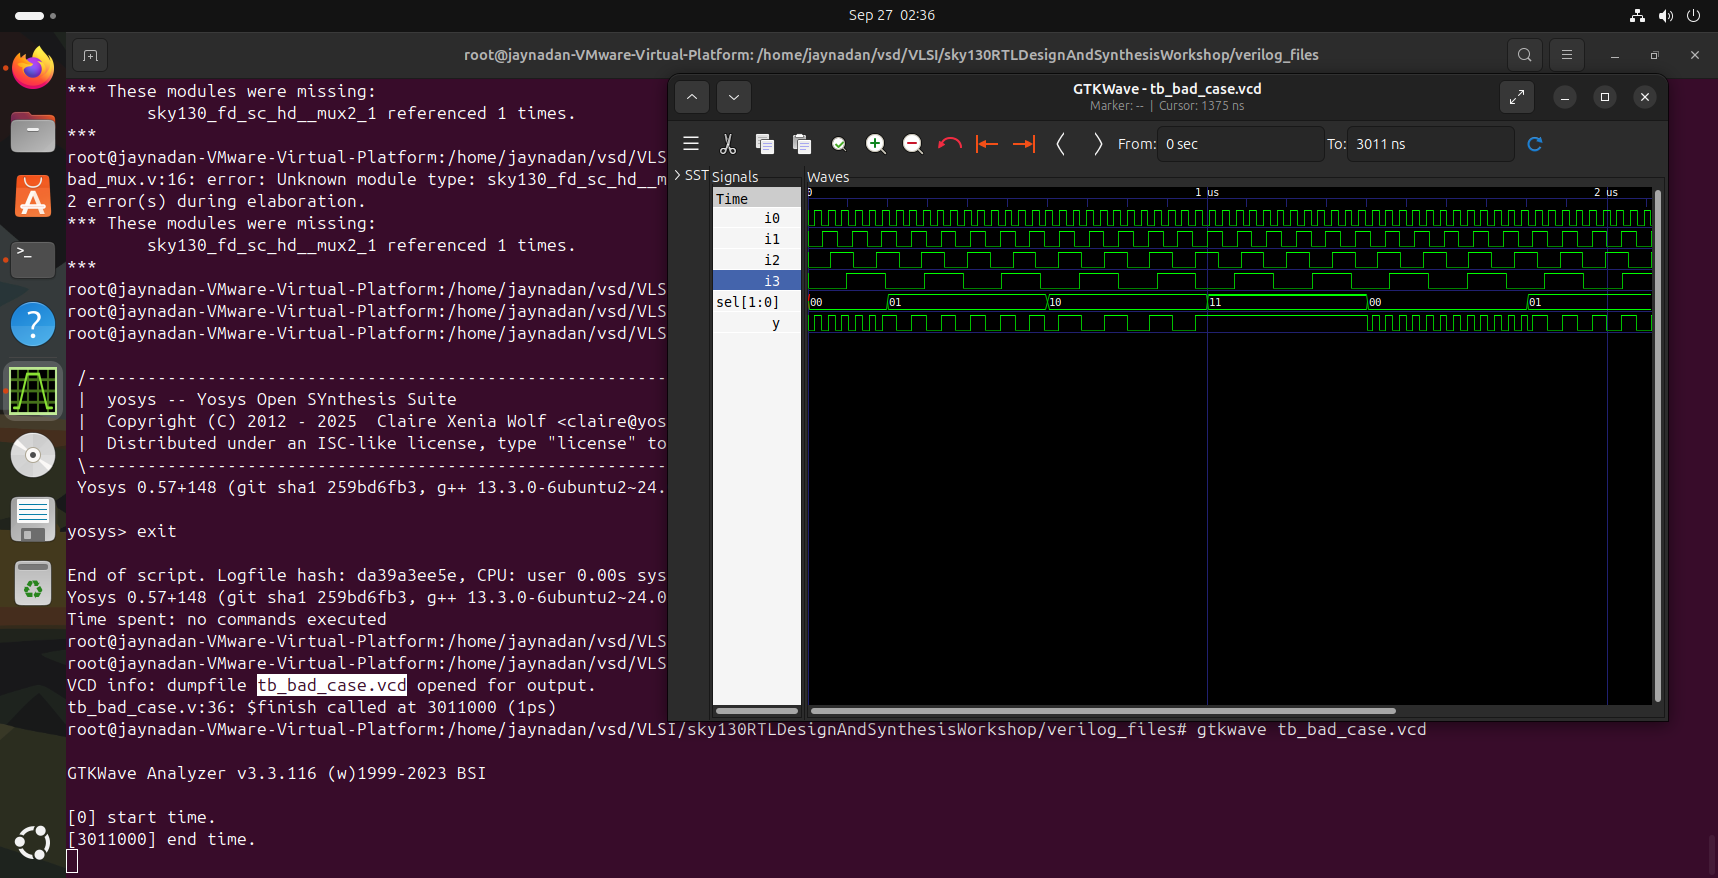 Sep 27 02:36
root@jaynadan-VMware-Virtual-Platform: /home/jaynadan/vsd/VLSI/sky130RTLDesignAndSynthesisWorkshop/verilog_files
*** These modules were missing:
        sky130_fd_sc_hd__mux2_1 referenced 1 times.
***
root@jaynadan-VMware-Virtual-Platform:/home/jaynadan/vsd/VLS
bad_mux.v:16: error: Unknown module type: sky130_fd_sc_hd__m
2 error(s) during elaboration.
*** These modules were missing:
        sky130_fd_sc_hd__mux2_1 referenced 1 times.
***
root@jaynadan-VMware-Virtual-Platform:/home/jaynadan/vsd/VLS
root@jaynadan-VMware-Virtual-Platform:/home/jaynadan/vsd/VLS
root@jaynadan-VMware-Virtual-Platform:/home/jaynadan/vsd/VLS
/----------------------------------------------------------
|  yosys -- Yosys Open SYnthesis Suite
|  Copyright (C) 2012 - 2025  Claire Xenia Wolf <claire@yos
|  Distributed under an ISC-like license, type "license" to
\----------------------------------------------------------
Yosys 0.57+148 (git sha1 259bd6fb3, g++ 13.3.0-6ubuntu2~24.
yosys> exit
End of script. Logfile hash: da39a3ee5e, CPU: user 0.00s sys
Yosys 0.57+148 (git sha1 259bd6fb3, g++ 13.3.0-6ubuntu2~24.0
Time spent: no commands executed
root@jaynadan-VMware-Virtual-Platform:/home/jaynadan/vsd/VLS
root@jaynadan-VMware-Virtual-Platform:/home/jaynadan/vsd/VLS
VCD info: dumpfile tb_bad_case.vcd opened for output.
tb_bad_case.v:36: $finish called at 3011000 (1ps)
root@jaynadan-VMware-Virtual-Platform:/home/jaynadan/vsd/VLSI/sky130RTLDesignAndSynthesisWorkshop/verilog_files# gtkwave tb_bad_case.vcd
GTKWave Analyzer v3.3.116 (w)1999-2023 BSI
[0] start time.
[3011000] end time.
GTKWave - tb_bad_case.vcd
Marker: -- | Cursor: 1375 ns
From: 0 sec To: 3011 ns
SST
Signals
Waves
Time
0 1 us 2 us
i0
i1
i2
i3
sel[1:0] 00 01 10 11 00 01
y